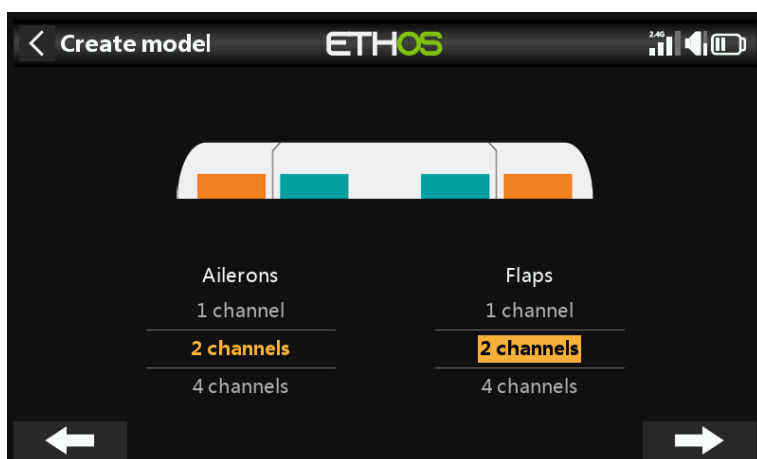 Create model
ETHOS
2.4G
Ailerons
Flaps
1 channel
1 channel
2 channels
2 channels
4 channels
4 channels